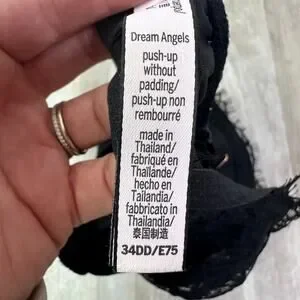 Dream Angels
push-up
without
padding/
push-up non
rembourré
made in
Thailand/
fabriqué en
Thaïlande/
hecho en
Tailandia/
fabbricato in
Thailandia/
泰国制造
34DD/E75